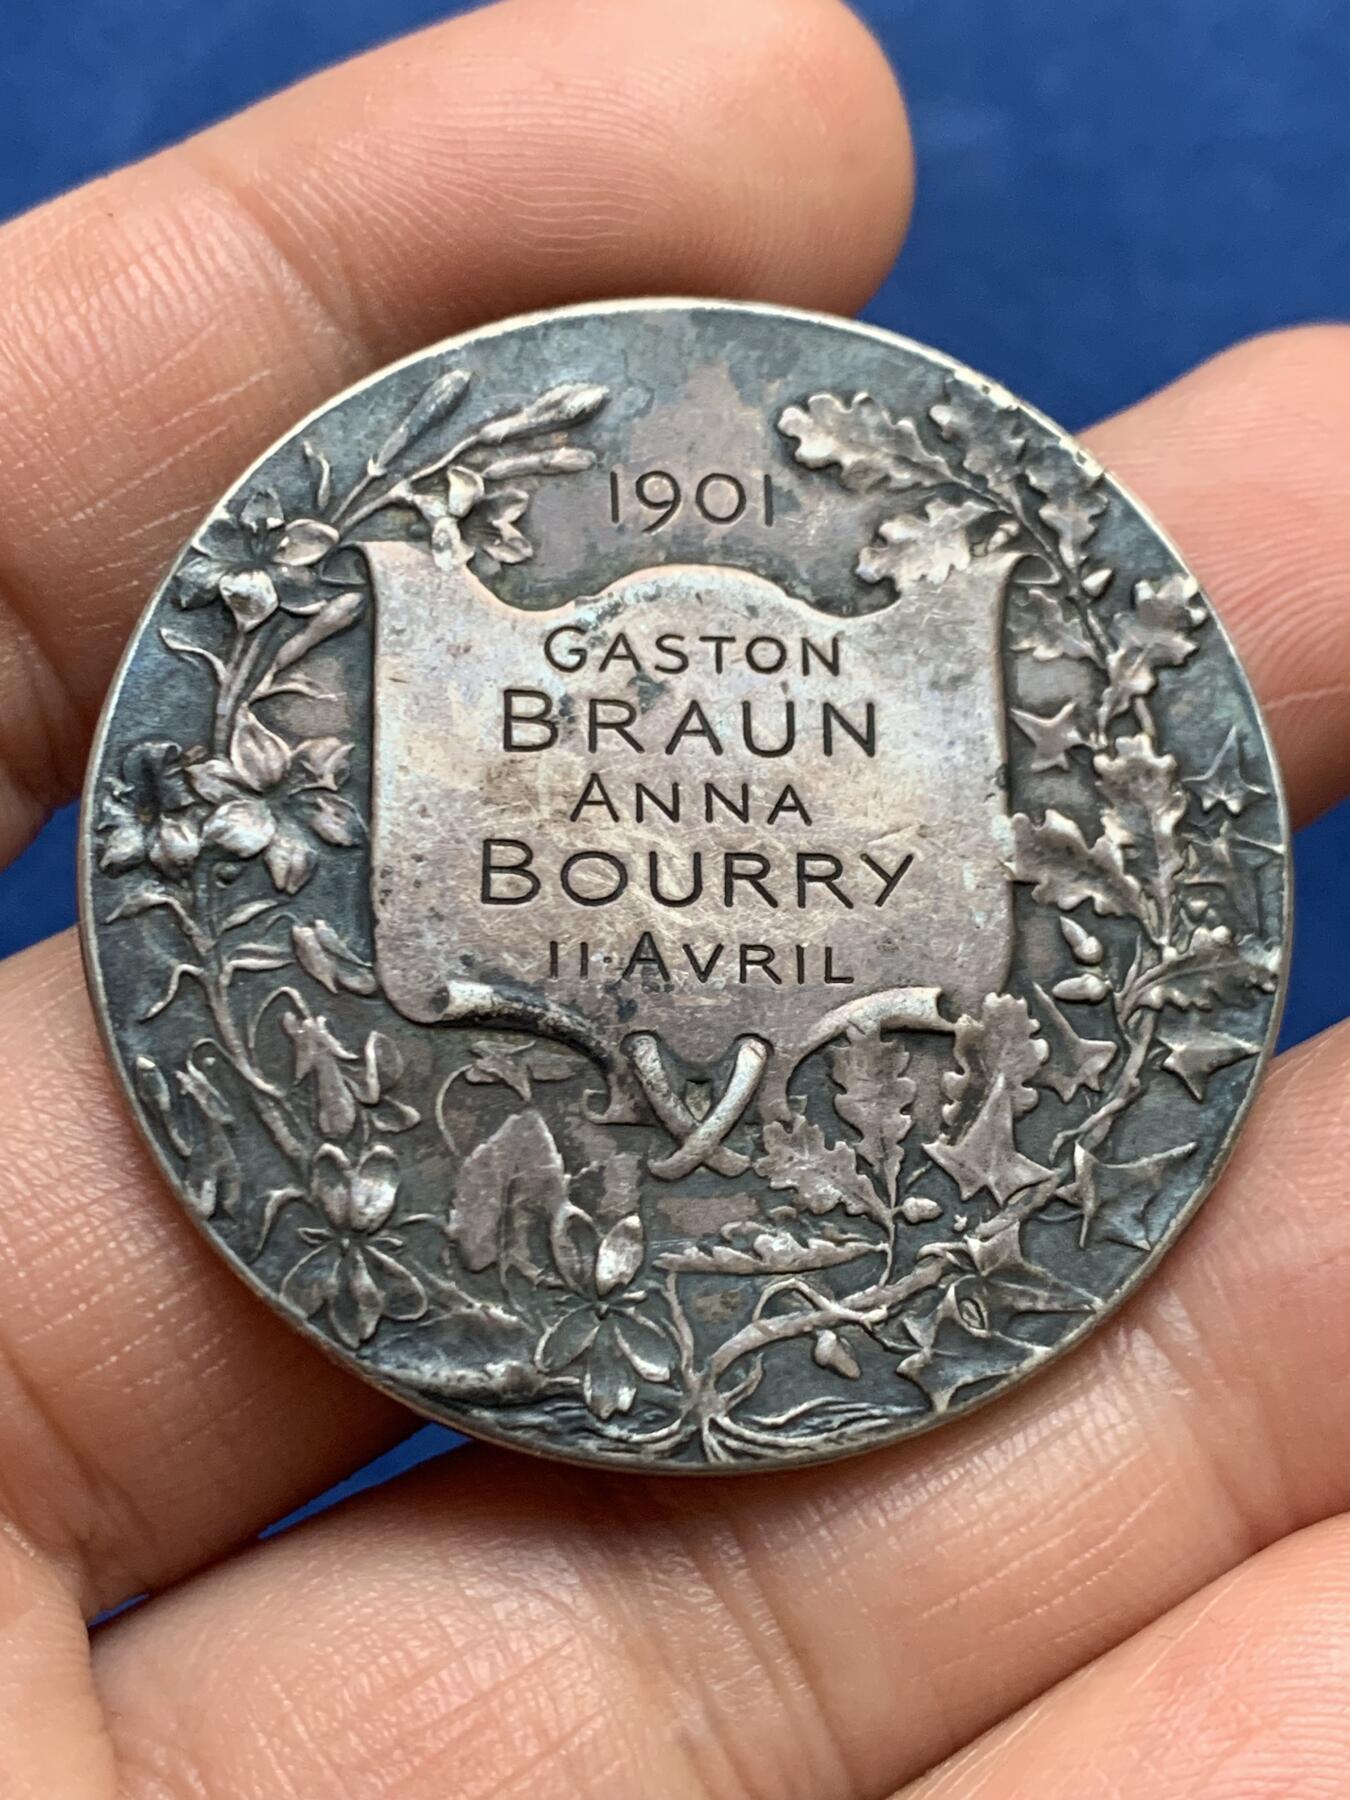 1901
GASTON
BRAUN
ANNA
BOURRY
11·AVRIL